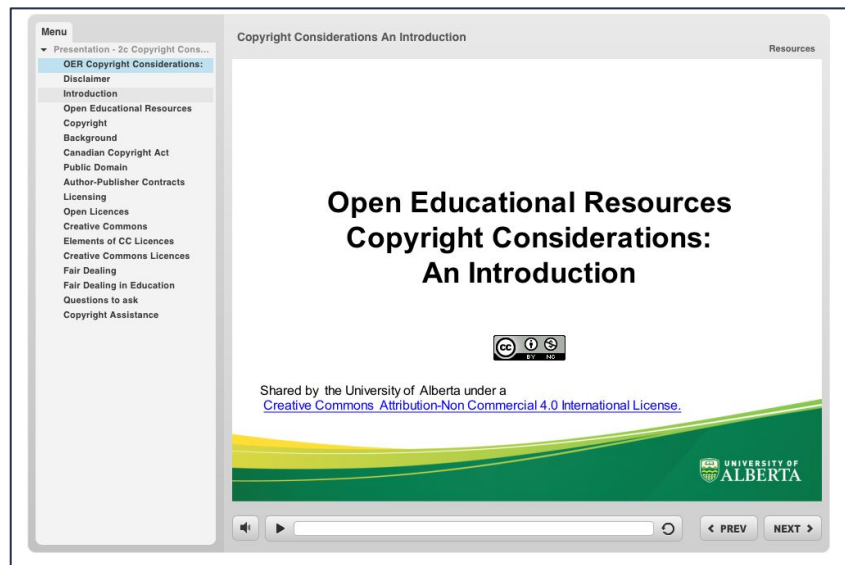 Menu
Presentation - 2c Copyright Cons...
OER Copyright Considerations:
Disclaimer
Introduction
Open Educational Resources
Copyright
Background
Canadian Copyright Act
Public Domain
Author-Publisher Contracts
Licensing
Open Licences
Creative Commons
Elements of CC Licences
Creative Commons Licences
Fair Dealing
Fair Dealing in Education
Questions to ask
Copyright Assistance
Copyright Considerations An Introduction
Resources
Open Educational Resources
Copyright Considerations:
An Introduction
cc
BY NC
Shared by the University of Alberta under a
Creative Commons Attribution-Non Commercial 4.0 International License.
UNIVERSITY OF
ALBERTA
< PREV
NEXT >